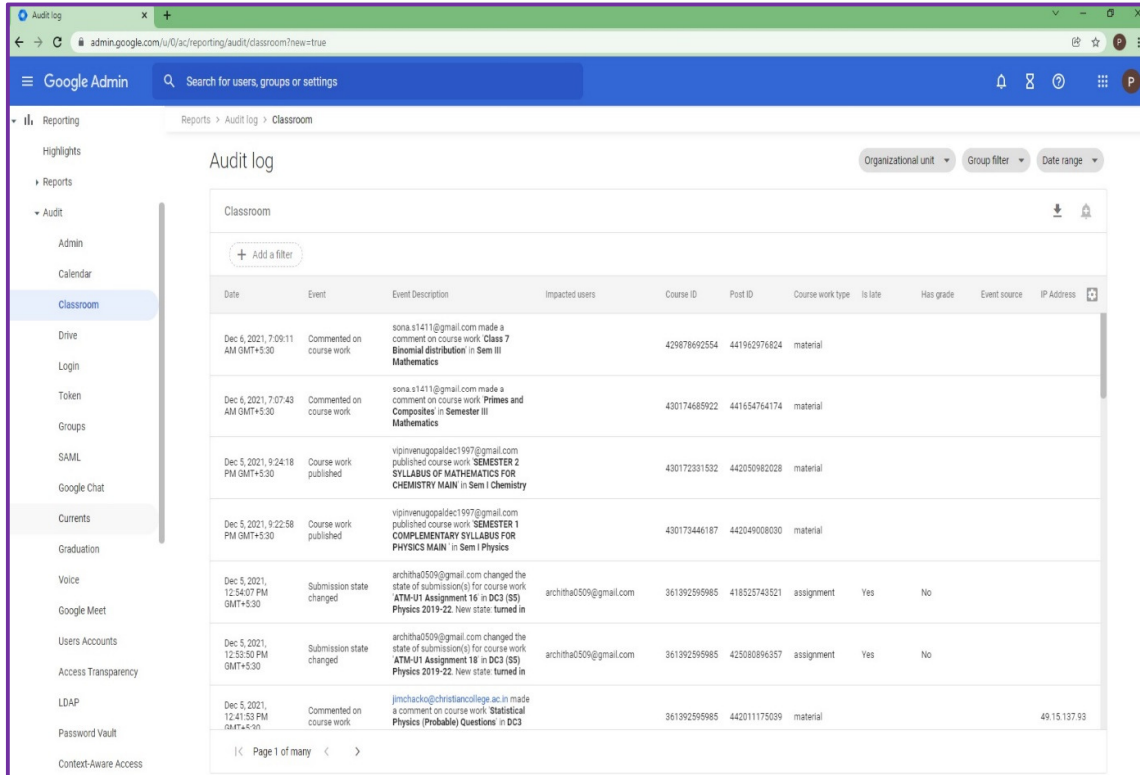 Audit log
admin.google.com/u/0/ac/reporting/audit/classroom?new=true
P
Google Admin
Search for users, groups or settings
P
Reporting
Highlights
Reports
Audit
Admin
Calendar
Classroom
Drive
Login
Token
Groups
SAML
Google Chat
Currents
Graduation
Voice
Google Meet
Users Accounts
Access Transparency
LDAP
Password Vault
Context-Aware Access
Reports > Audit log > Classroom
Audit log
Organizational unit
Group filter
Date range
Classroom
+ Add a filter
Date Event Event Description Impacted users Course ID Post ID Course work type Is late Has grade Event source IP Address
Dec 6, 2021, 7:09:11
AM GMT+5:30
Commented on
course work
sona.s1411@gmail.com made a
comment on course work 'Class 7
Binomial distribution' in Sem III
Mathematics
429878692554 441962976824 material
Dec 6, 2021, 7:07:43
AM GMT+5:30
Commented on
course work
sona.s1411@gmail.com made a
comment on course work 'Primes and
Composites' in Semester III
Mathematics
430174685922 441654764174 material
Dec 5, 2021, 9:24:18
PM GMT+5:30
Course work
published
vipinvenugopaldec1997@gmail.com
published course work 'SEMESTER 2
SYLLABUS OF MATHEMATICS FOR
CHEMISTRY MAIN' in Sem I Chemistry
430172331532 442050982028 material
Dec 5, 2021, 9:22:58
PM GMT+5:30
Course work
published
vipinvenugopaldec1997@gmail.com
published course work 'SEMESTER 1
COMPLEMENTARY SYLLABUS FOR
PHYSICS MAIN ' in Sem I Physics
430173446187 442049008030 material
Dec 5, 2021,
12:54:07 PM
GMT+5:30
Submission state
changed
architha0509@gmail.com changed the
state of submission(s) for course work
'ATM-U1 Assignment 16' in DC3 (S5)
Physics 2019-22. New state: turned in
architha0509@gmail.com 361392595985 418525743521 assignment Yes No
Dec 5, 2021,
12:53:50 PM
GMT+5:30
Submission state
changed
architha0509@gmail.com changed the
state of submission(s) for course work
'ATM-U1 Assignment 18' in DC3 (S5)
Physics 2019-22. New state: turned in
architha0509@gmail.com 361392595985 425080896357 assignment Yes No
Dec 5, 2021,
12:41:53 PM
GMT+5:30
Commented on
course work
jimchacko@christiancollege.ac.in made
a comment on course work 'Statistical
Physics (Probable) Questions' in DC3
361392595985 442011175039 material 49.15.137.93
Page 1 of many